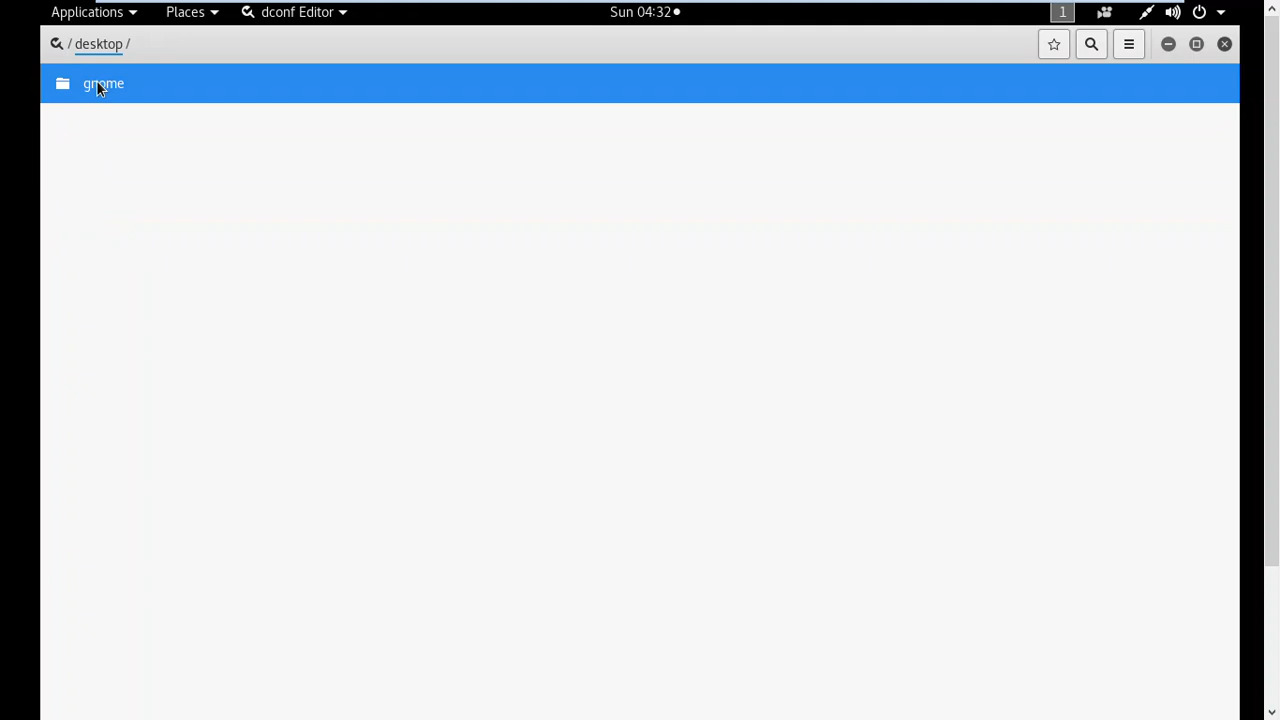 Applications Places dconf Editor Sun 04:32 1
/ desktop /
gnome